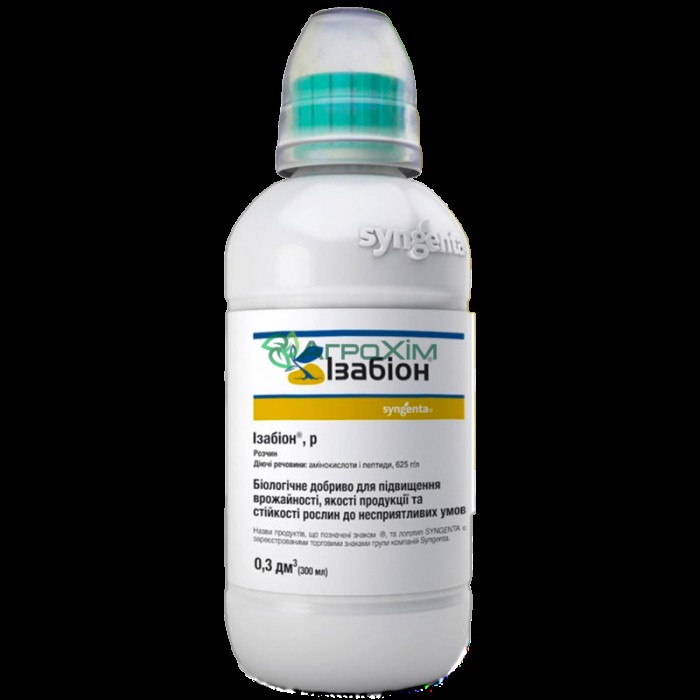 syngenta
АгроХім
Ізабіон®
syngenta®
Ізабіон®, р
Розчин
Діючі речовини: амінокислоти і пептиди, 625 г/л
Біологічне добриво для підвищення
врожайності, якості продукції та
стійкості рослин до несприятливих умов
Назви продуктів, що позначені знаком ®, та логотип SYNGENTA є
зареєстрованими торговими знаками групи компаній Syngenta.
0,3 дм³ (300 мл)